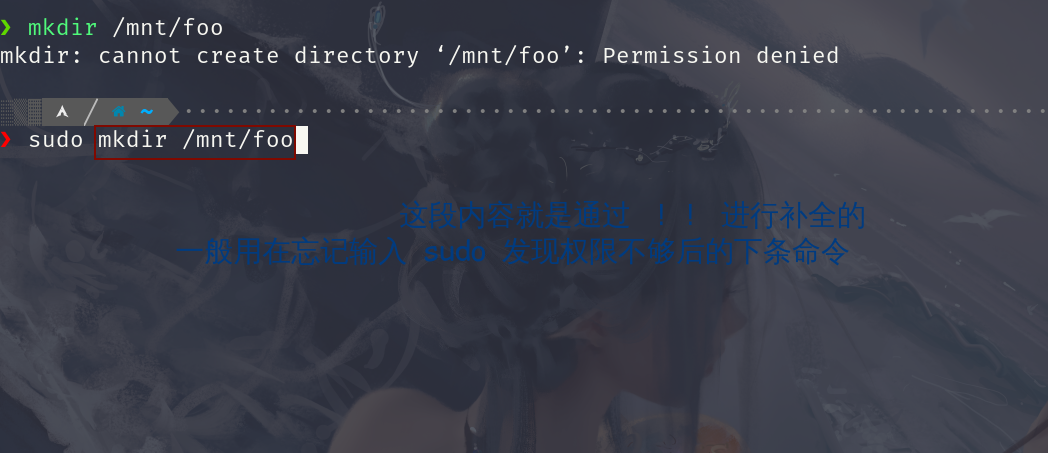 ❯ mkdir /mnt/foo
mkdir: cannot create directory ‘/mnt/foo’: Permission denied
~
❯ sudo mkdir /mnt/foo
这段内容就是通过 !! 进行补全的
一般用在忘记输入 sudo 发现权限不够后的下条命令